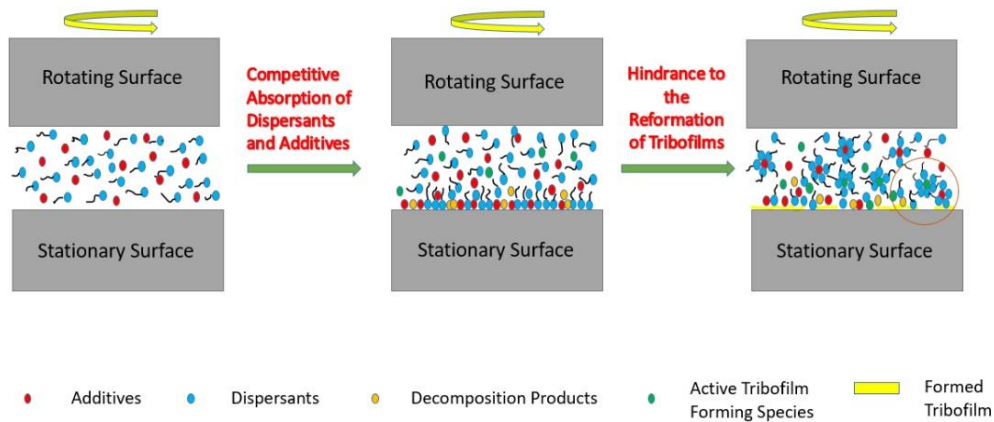 Rotating Surface
Stationary Surface
Competitive
Absorption of
Dispersants
and Additives
Rotating Surface
Stationary Surface
Hindrance to
the
Reformation
of Tribofilms
Rotating Surface
Stationary Surface
Additives
Dispersants
Decomposition Products
Active Tribofilm
Forming Species
Formed
Tribofilm